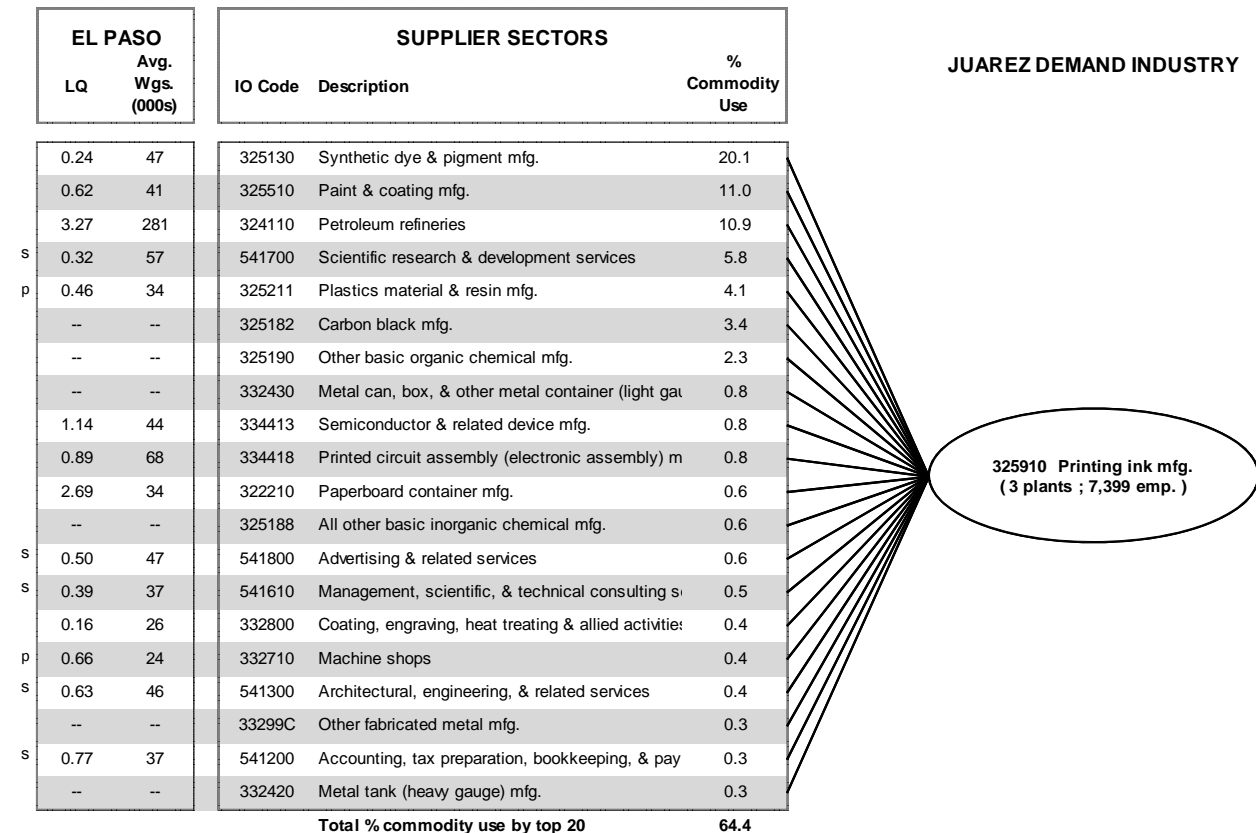 EL PASO
SUPPLIER SECTORS
JUAREZ DEMAND INDUSTRY
LQ Avg. Wgs. (000s) IO Code Description % Commodity Use
0.24 47 325130 Synthetic dye & pigment mfg. 20.1
0.62 41 325510 Paint & coating mfg. 11.0
3.27 281 324110 Petroleum refineries 10.9
s 0.32 57 541700 Scientific research & development services 5.8
p 0.46 34 325211 Plastics material & resin mfg. 4.1
-- -- 325182 Carbon black mfg. 3.4
-- -- 325190 Other basic organic chemical mfg. 2.3
-- -- 332430 Metal can, box, & other metal container (light gau 0.8
1.14 44 334413 Semiconductor & related device mfg. 0.8
0.89 68 334418 Printed circuit assembly (electronic assembly) m 0.8
2.69 34 322210 Paperboard container mfg. 0.6
-- -- 325188 All other basic inorganic chemical mfg. 0.6
s 0.50 47 541800 Advertising & related services 0.6
s 0.39 37 541610 Management, scientific, & technical consulting se 0.5
0.16 26 332800 Coating, engraving, heat treating & allied activities 0.4
p 0.66 24 332710 Machine shops 0.4
s 0.63 46 541300 Architectural, engineering, & related services 0.4
-- -- 33299C Other fabricated metal mfg. 0.3
s 0.77 37 541200 Accounting, tax preparation, bookkeeping, & pay 0.3
-- -- 332420 Metal tank (heavy gauge) mfg. 0.3
Total % commodity use by top 20 64.4
325910 Printing ink mfg.
( 3 plants ; 7,399 emp. )